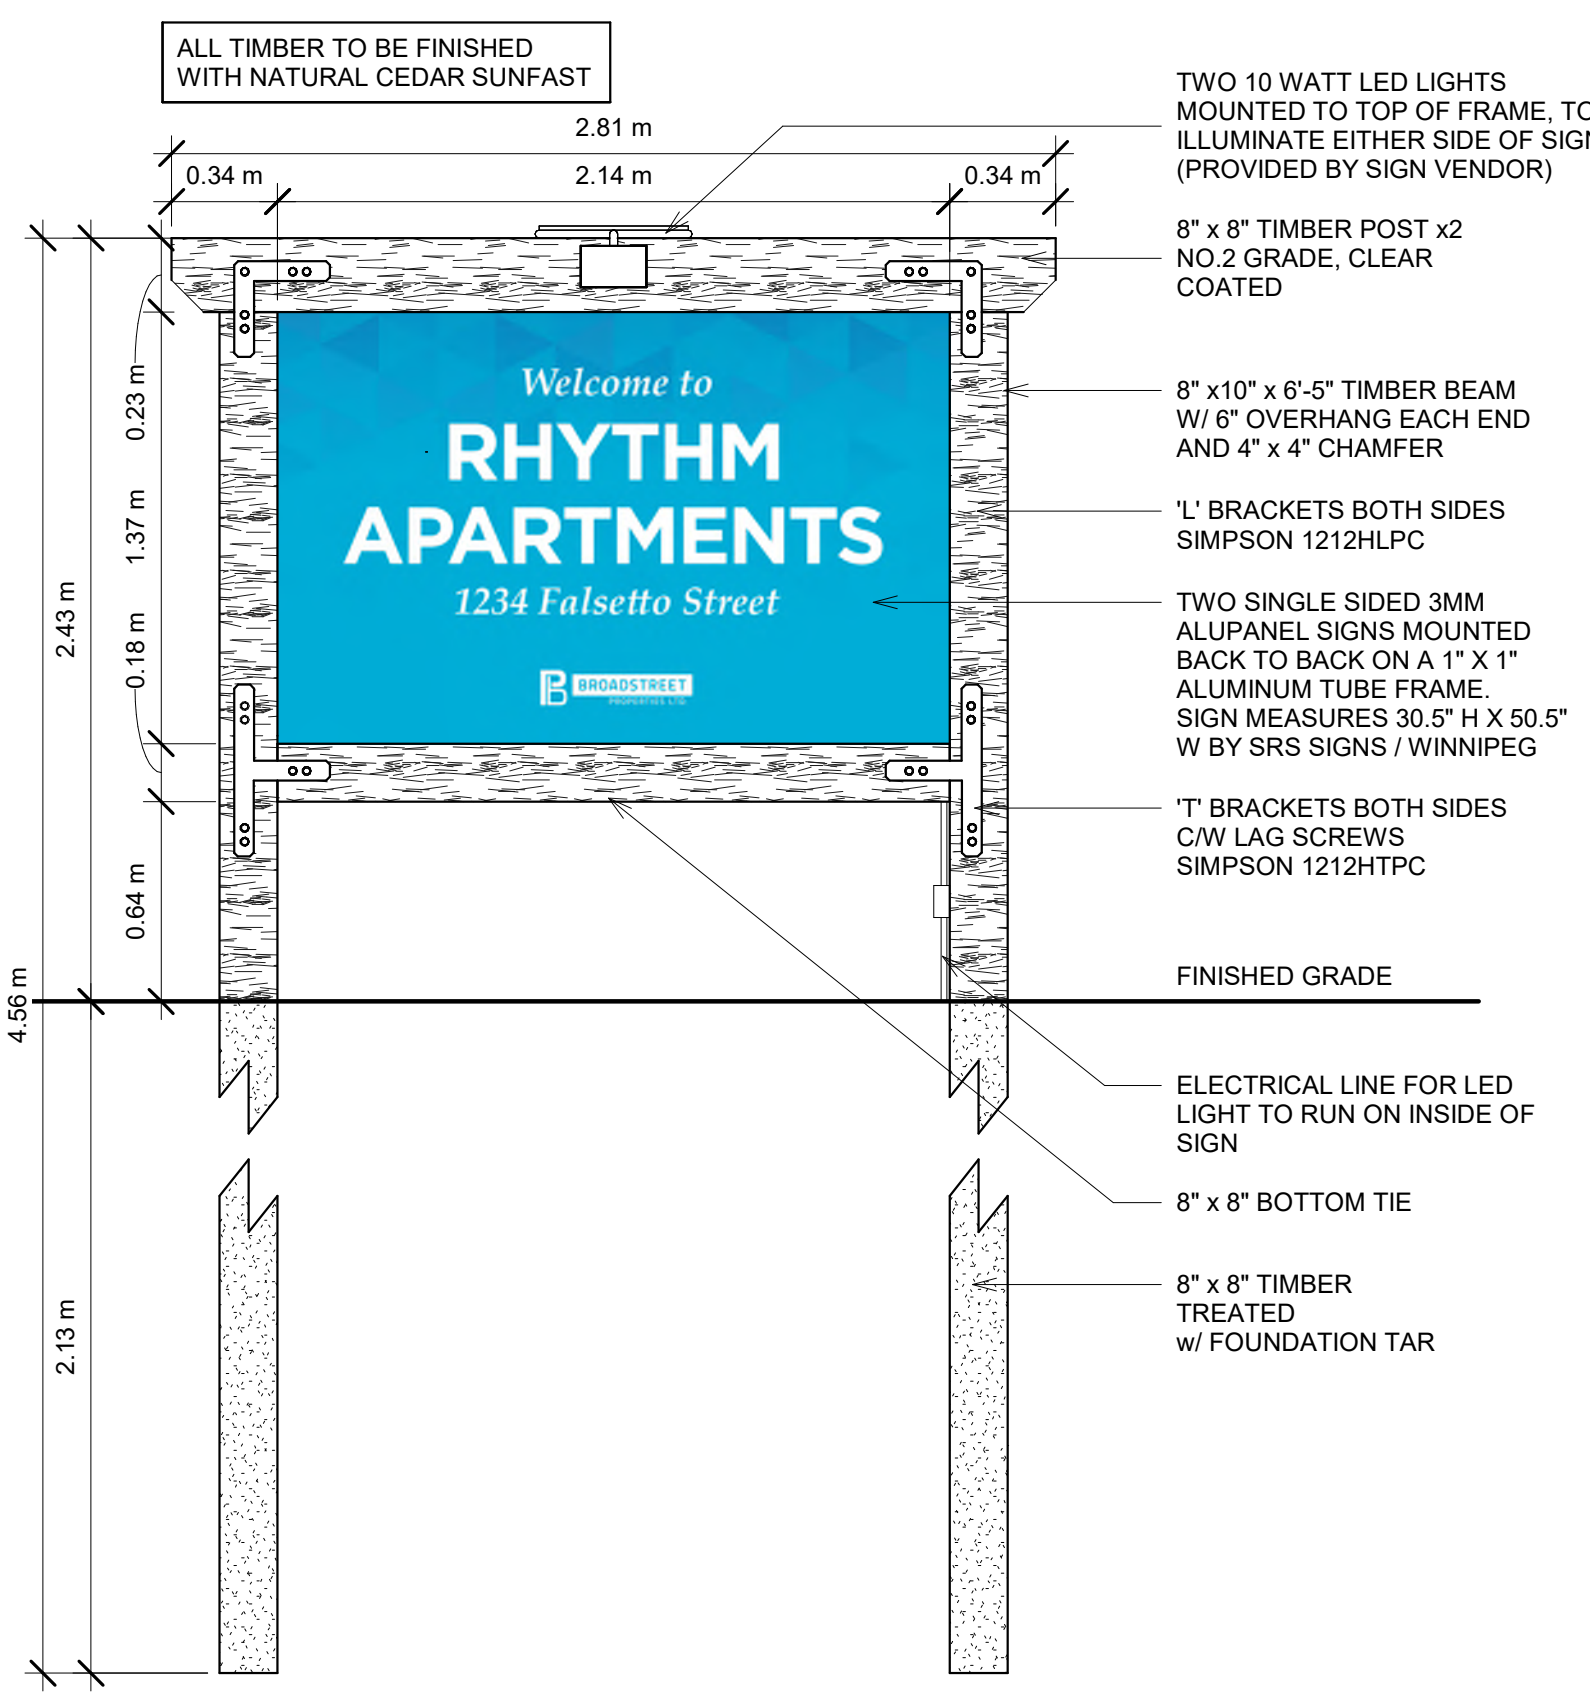 ALL TIMBER TO BE FINISHED
WITH NATURAL CEDAR SUNFAST
2.81 m
0.34 m
2.14 m
0.34 m
TWO 10 WATT LED LIGHTS
MOUNTED TO TOP OF FRAME, TO
ILLUMINATE EITHER SIDE OF SIGN
(PROVIDED BY SIGN VENDOR)
8" x 8" TIMBER POST x2
NO.2 GRADE, CLEAR
COATED
8" x10" x 6'-5" TIMBER BEAM
W/ 6" OVERHANG EACH END
AND 4" x 4" CHAMFER
'L' BRACKETS BOTH SIDES
SIMPSON 1212HLPC
TWO SINGLE SIDED 3MM
ALUPANEL SIGNS MOUNTED
BACK TO BACK ON A 1" X 1"
ALUMINUM TUBE FRAME.
SIGN MEASURES 30.5" H X 50.5"
W BY SRS SIGNS / WINNIPEG
'T' BRACKETS BOTH SIDES
C/W LAG SCREWS
SIMPSON 1212HTPC
FINISHED GRADE
ELECTRICAL LINE FOR LED
LIGHT TO RUN ON INSIDE OF
SIGN
8" x 8" BOTTOM TIE
8" x 8" TIMBER
TREATED
w/ FOUNDATION TAR
Welcome to
RHYTHM
APARTMENTS
1234 Falsetto Street
BROADSTREET
PROPERTIES LTD.
0.23 m
1.37 m
0.18 m
0.64 m
2.43 m
4.56 m
2.13 m